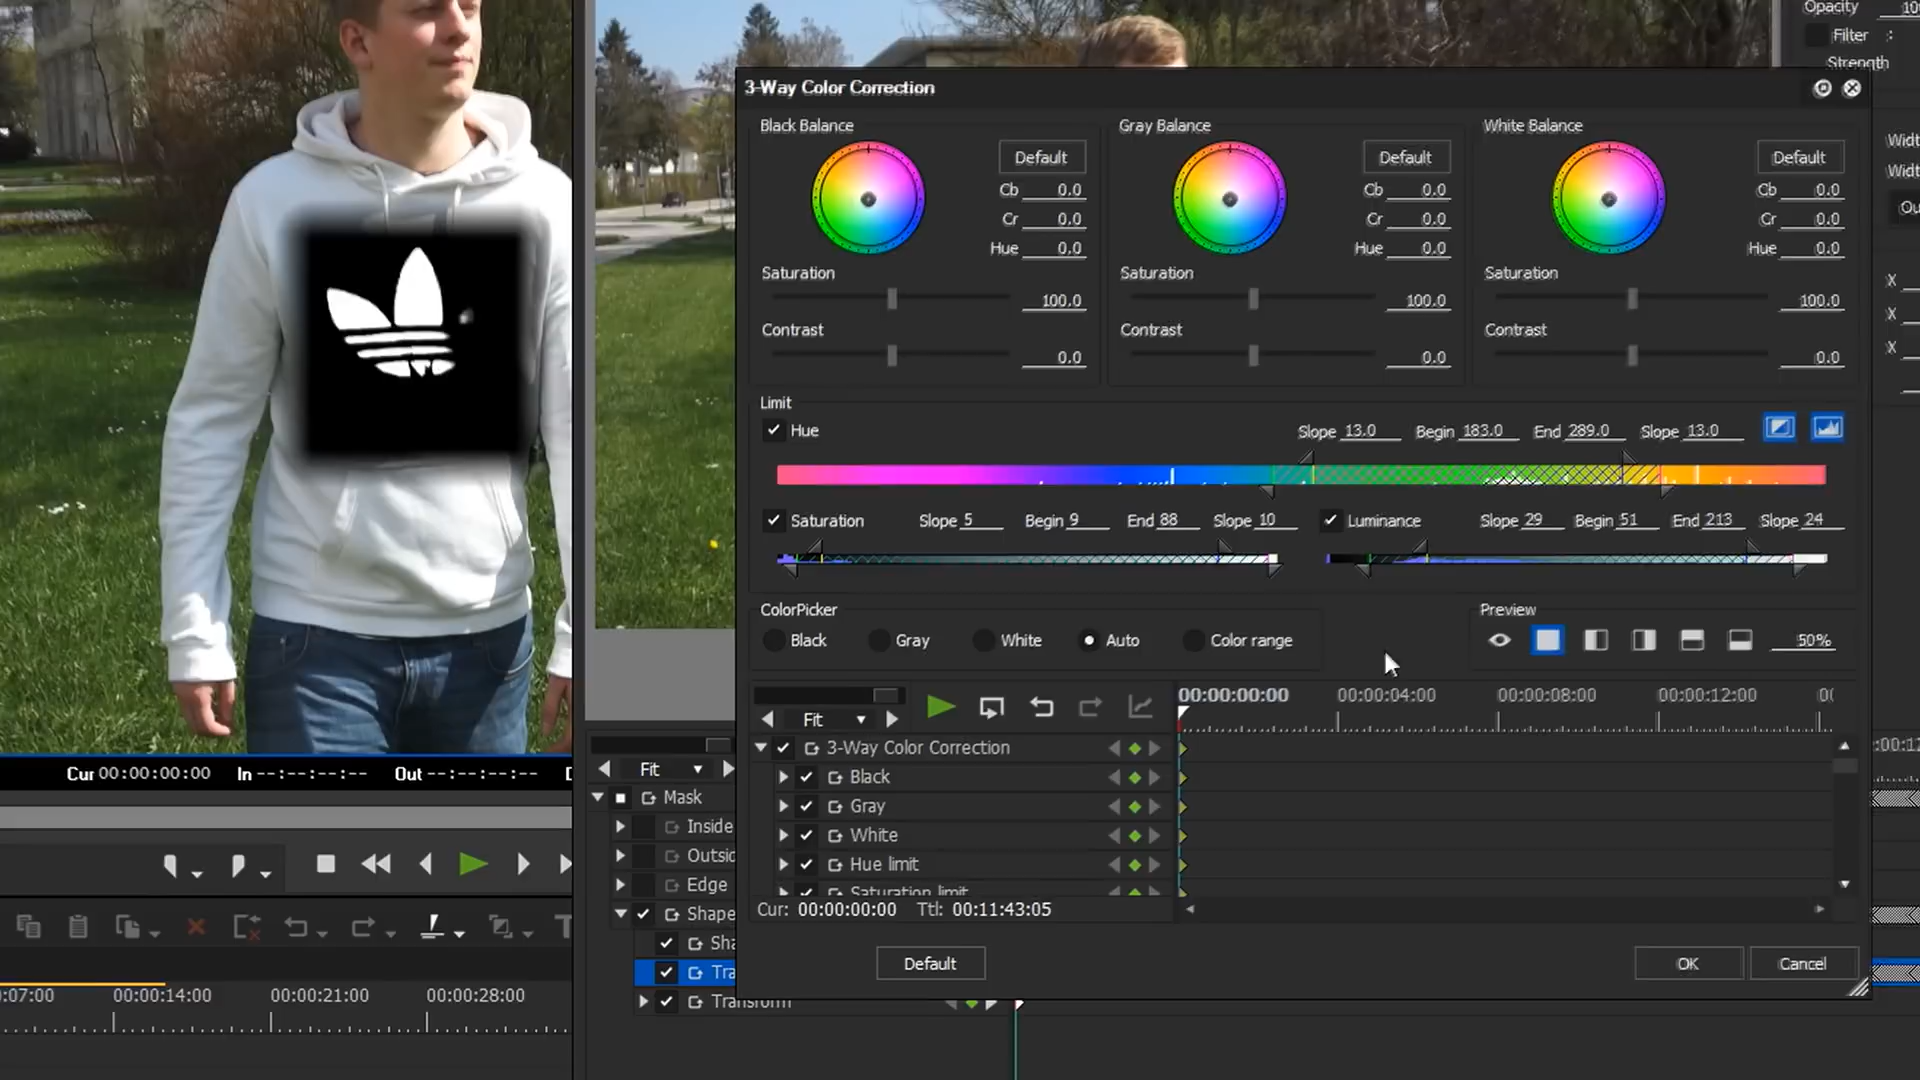 Opacity
Filter :
Strength
3-Way Color Correction
Black Balance
Gray Balance
White Balance
Default
Default
Default
Cb 0.0
Cb 0.0
Cb 0.0
Cr 0.0
Cr 0.0
Cr 0.0
Hue 0.0
Hue 0.0
Hue 0.0
Saturation
Saturation
Saturation
100.0
100.0
100.0
Contrast
Contrast
Contrast
0.0
0.0
0.0
X
X
X
Limit
Hue
Slope 13.0 Begin 183.0 End 289.0 Slope 13.0
Saturation Slope 5 Begin 9 End 88 Slope 10
Luminance Slope 29 Begin 51 End 213 Slope 24
ColorPicker
Preview
Black Gray White Auto Color range
50%
Fit
00:00:00:00 00:00:04:00 00:00:08:00 00:00:12:00
3-Way Color Correction
Black
Gray
White
Hue limit
Saturation limit
Cur: 00:00:00:00 Ttl: 00:11:43:05
Default
OK
Cancel
Cur 00:00:00:00 In --:--:--:-- Out --:--:--:--
Fit
Mask
Inside
Edge
Shape
Transform
:07:00 00:00:14:00 00:00:21:00 00:00:28:00